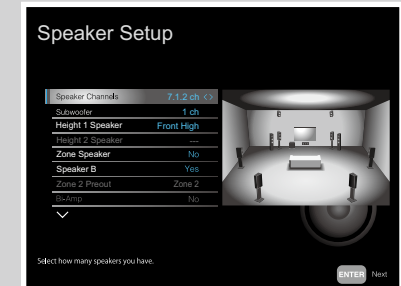 Speaker Setup
Speaker Channels 7.1.2 ch <>
Subwoofer 1 ch
Height 1 Speaker Front High
Height 2 Speaker ---
Zone Speaker No
Speaker B Yes
Zone 2 Preout Zone 2
Bi-Amp No
Select how many speakers you have.
ENTER Next